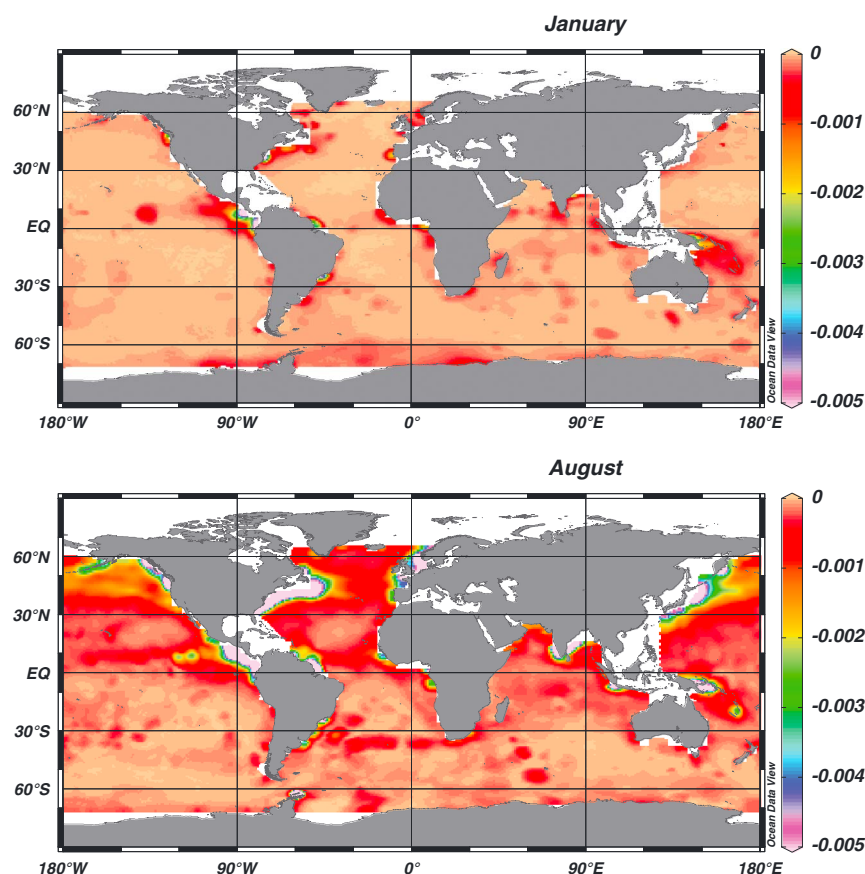 January
60°N
30°N
EQ
30°S
60°S
180°W
90°W
0°
90°E
180°E
0
-0.001
-0.002
-0.003
-0.004
-0.005
Ocean Data View
August
60°N
30°N
EQ
30°S
60°S
180°W
90°W
0°
90°E
180°E
0
-0.001
-0.002
-0.003
-0.004
-0.005
Ocean Data View